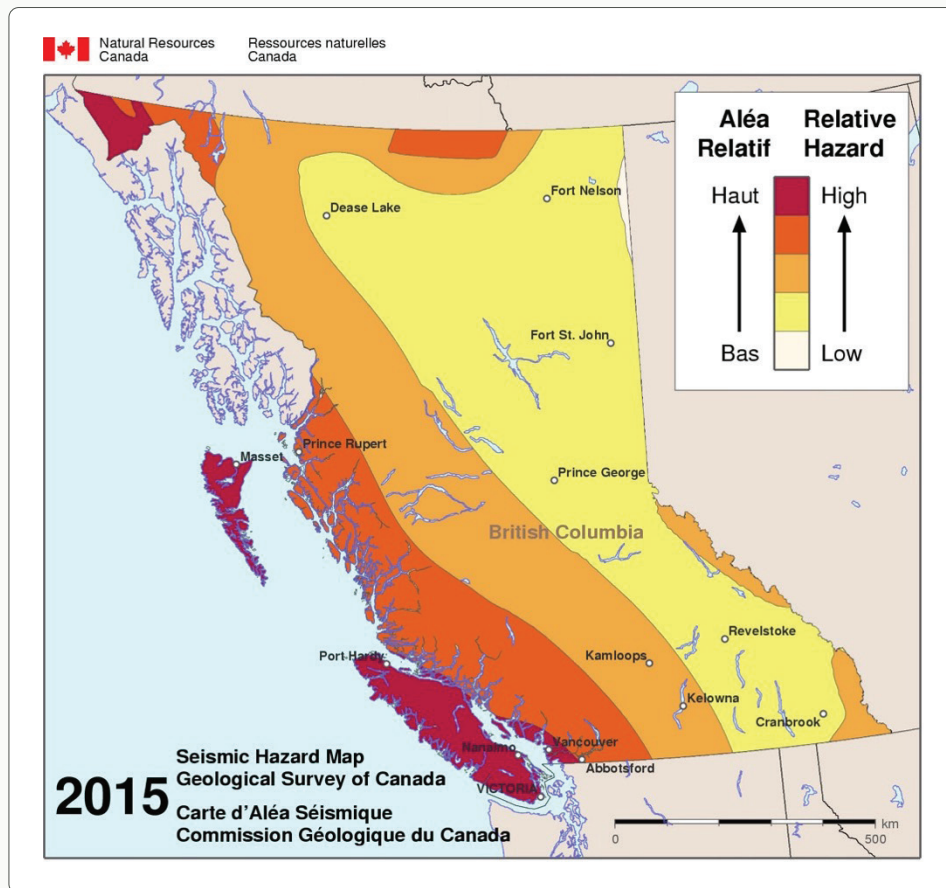 Natural Resources
Canada
Ressources naturelles
Canada
Aléa
Relatif
Relative
Hazard
Haut
High
Bas
Low
Fort Nelson
Dease Lake
Fort St. John
Prince Rupert
Masset
Prince George
British Columbia
Revelstoke
Kamloops
Port Hardy
Kelowna
Cranbrook
Vancouver
Nanaimo
Abbotsford
VICTORIA
2015
Seismic Hazard Map
Geological Survey of Canada
Carte d'Aléa Séismique
Commission Géologique du Canada
km
0
500